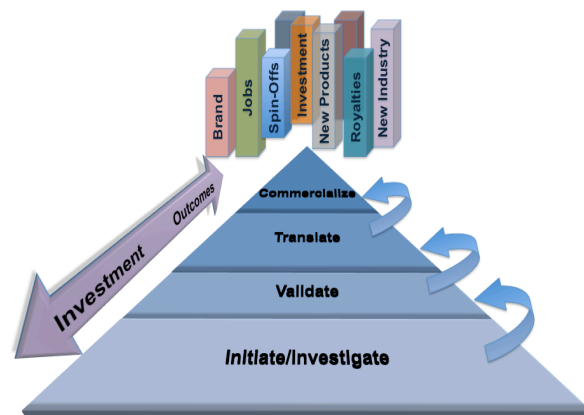 Brand
Jobs
Spin-Offs
Investment
New Products
Royalties
New Industry
Outcomes
Investment
Commercialize
Translate
Validate
Initiate/Investigate